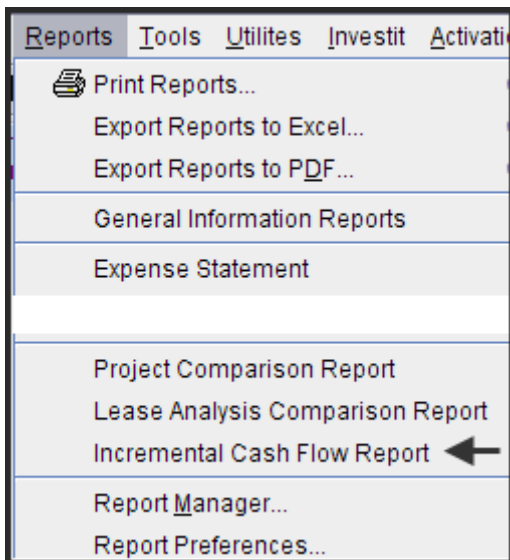 Reports Tools Utilites Investit Activati
Print Reports...
Export Reports to Excel...
Export Reports to PDF...
General Information Reports
Expense Statement
Project Comparison Report
Lease Analysis Comparison Report
Incremental Cash Flow Report
Report Manager...
Report Preferences...